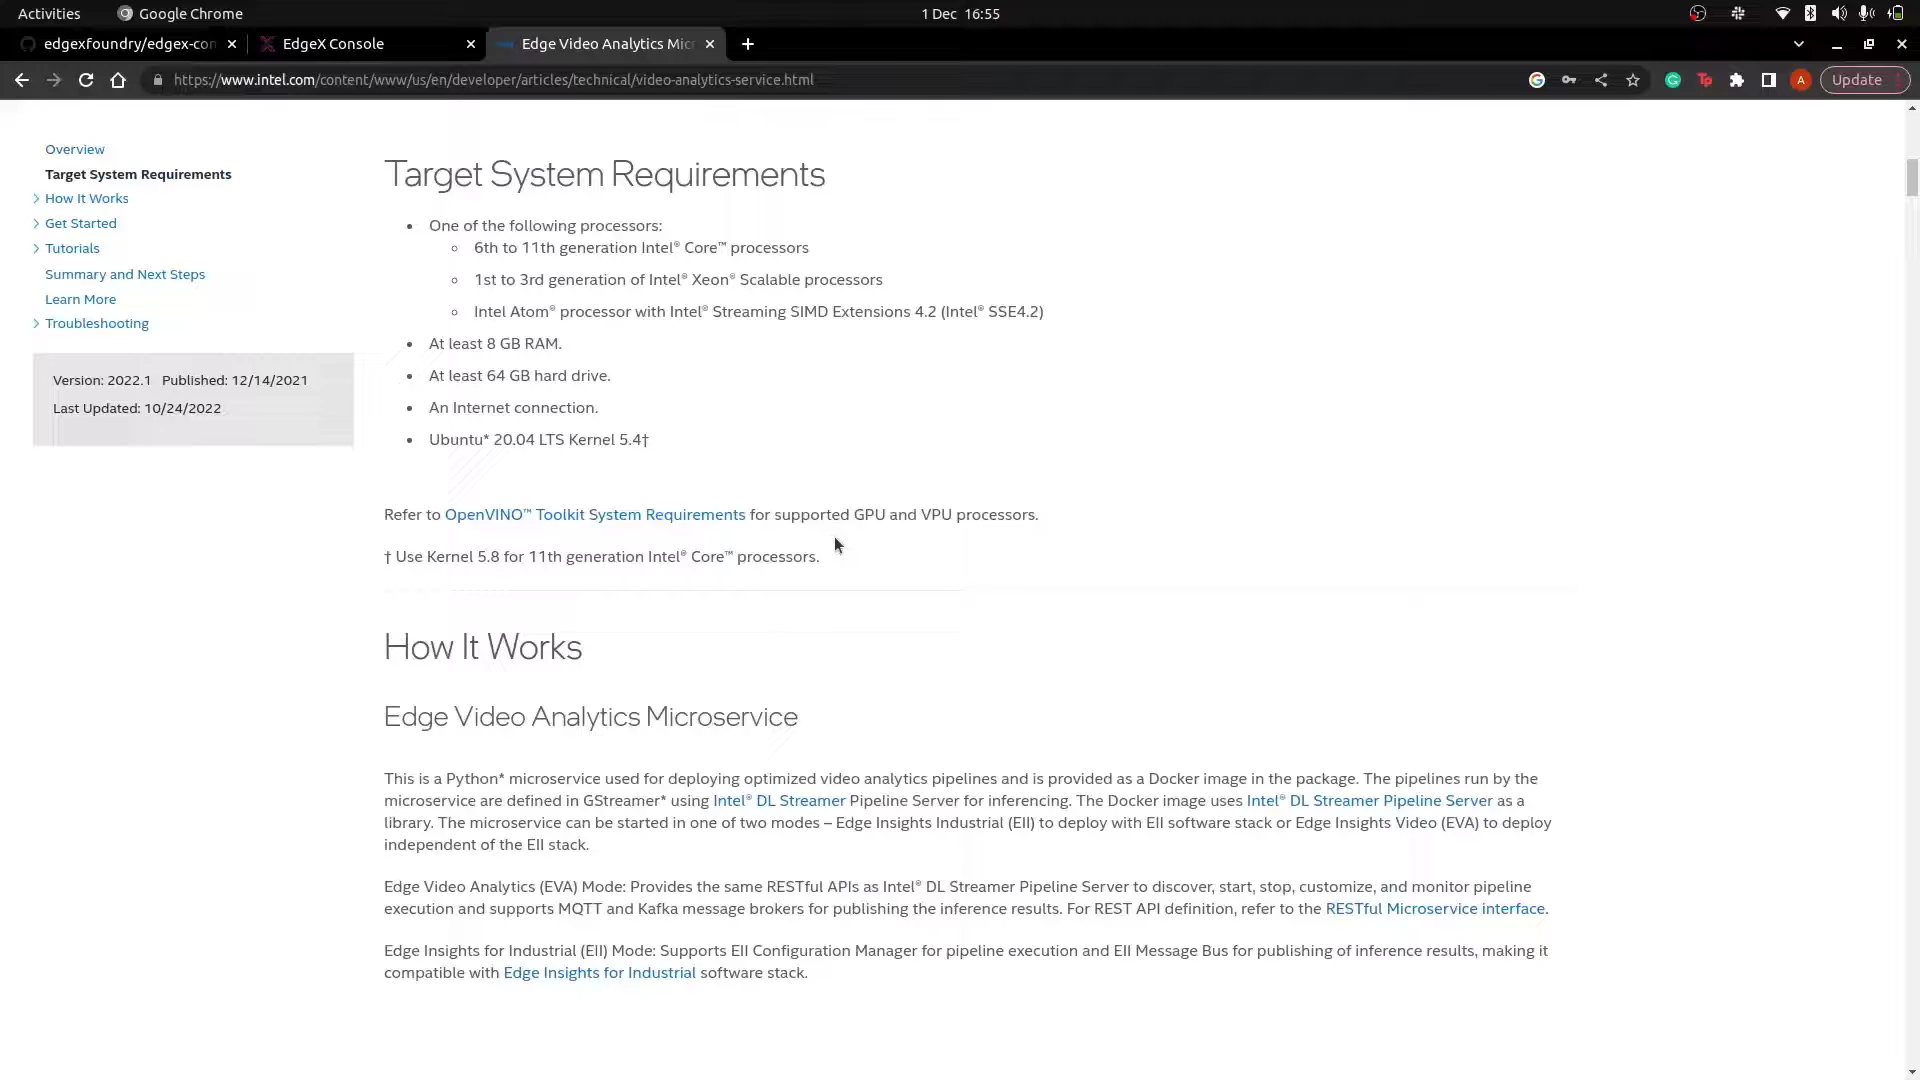 Activities
Google Chrome
1 Dec 16:55
edgexfoundry/edgex-con
EdgeX Console
Edge Video Analytics Micr
https://www.intel.com/content/www/us/en/developer/articles/technical/video-analytics-service.html
A
Update
Overview
Target System Requirements
How It Works
Get Started
Tutorials
Summary and Next Steps
Learn More
Troubleshooting
Version: 2022.1 Published: 12/14/2021
Last Updated: 10/24/2022
Target System Requirements
• One of the following processors:
◦ 6th to 11th generation Intel® Core™ processors
◦ 1st to 3rd generation of Intel® Xeon® Scalable processors
◦ Intel Atom® processor with Intel® Streaming SIMD Extensions 4.2 (Intel® SSE4.2)
• At least 8 GB RAM.
• At least 64 GB hard drive.
• An Internet connection.
• Ubuntu* 20.04 LTS Kernel 5.4†
Refer to OpenVINO™ Toolkit System Requirements for supported GPU and VPU processors.
† Use Kernel 5.8 for 11th generation Intel® Core™ processors.
How It Works
Edge Video Analytics Microservice
This is a Python* microservice used for deploying optimized video analytics pipelines and is provided as a Docker image in the package. The pipelines run by the
microservice are defined in GStreamer* using Intel® DL Streamer Pipeline Server for inferencing. The Docker image uses Intel® DL Streamer Pipeline Server as a
library. The microservice can be started in one of two modes – Edge Insights Industrial (EII) to deploy with EII software stack or Edge Insights Video (EVA) to deploy
independent of the EII stack.
Edge Video Analytics (EVA) Mode: Provides the same RESTful APIs as Intel® DL Streamer Pipeline Server to discover, start, stop, customize, and monitor pipeline
execution and supports MQTT and Kafka message brokers for publishing the inference results. For REST API definition, refer to the RESTful Microservice interface.
Edge Insights for Industrial (EII) Mode: Supports EII Configuration Manager for pipeline execution and EII Message Bus for publishing of inference results, making it
compatible with Edge Insights for Industrial software stack.